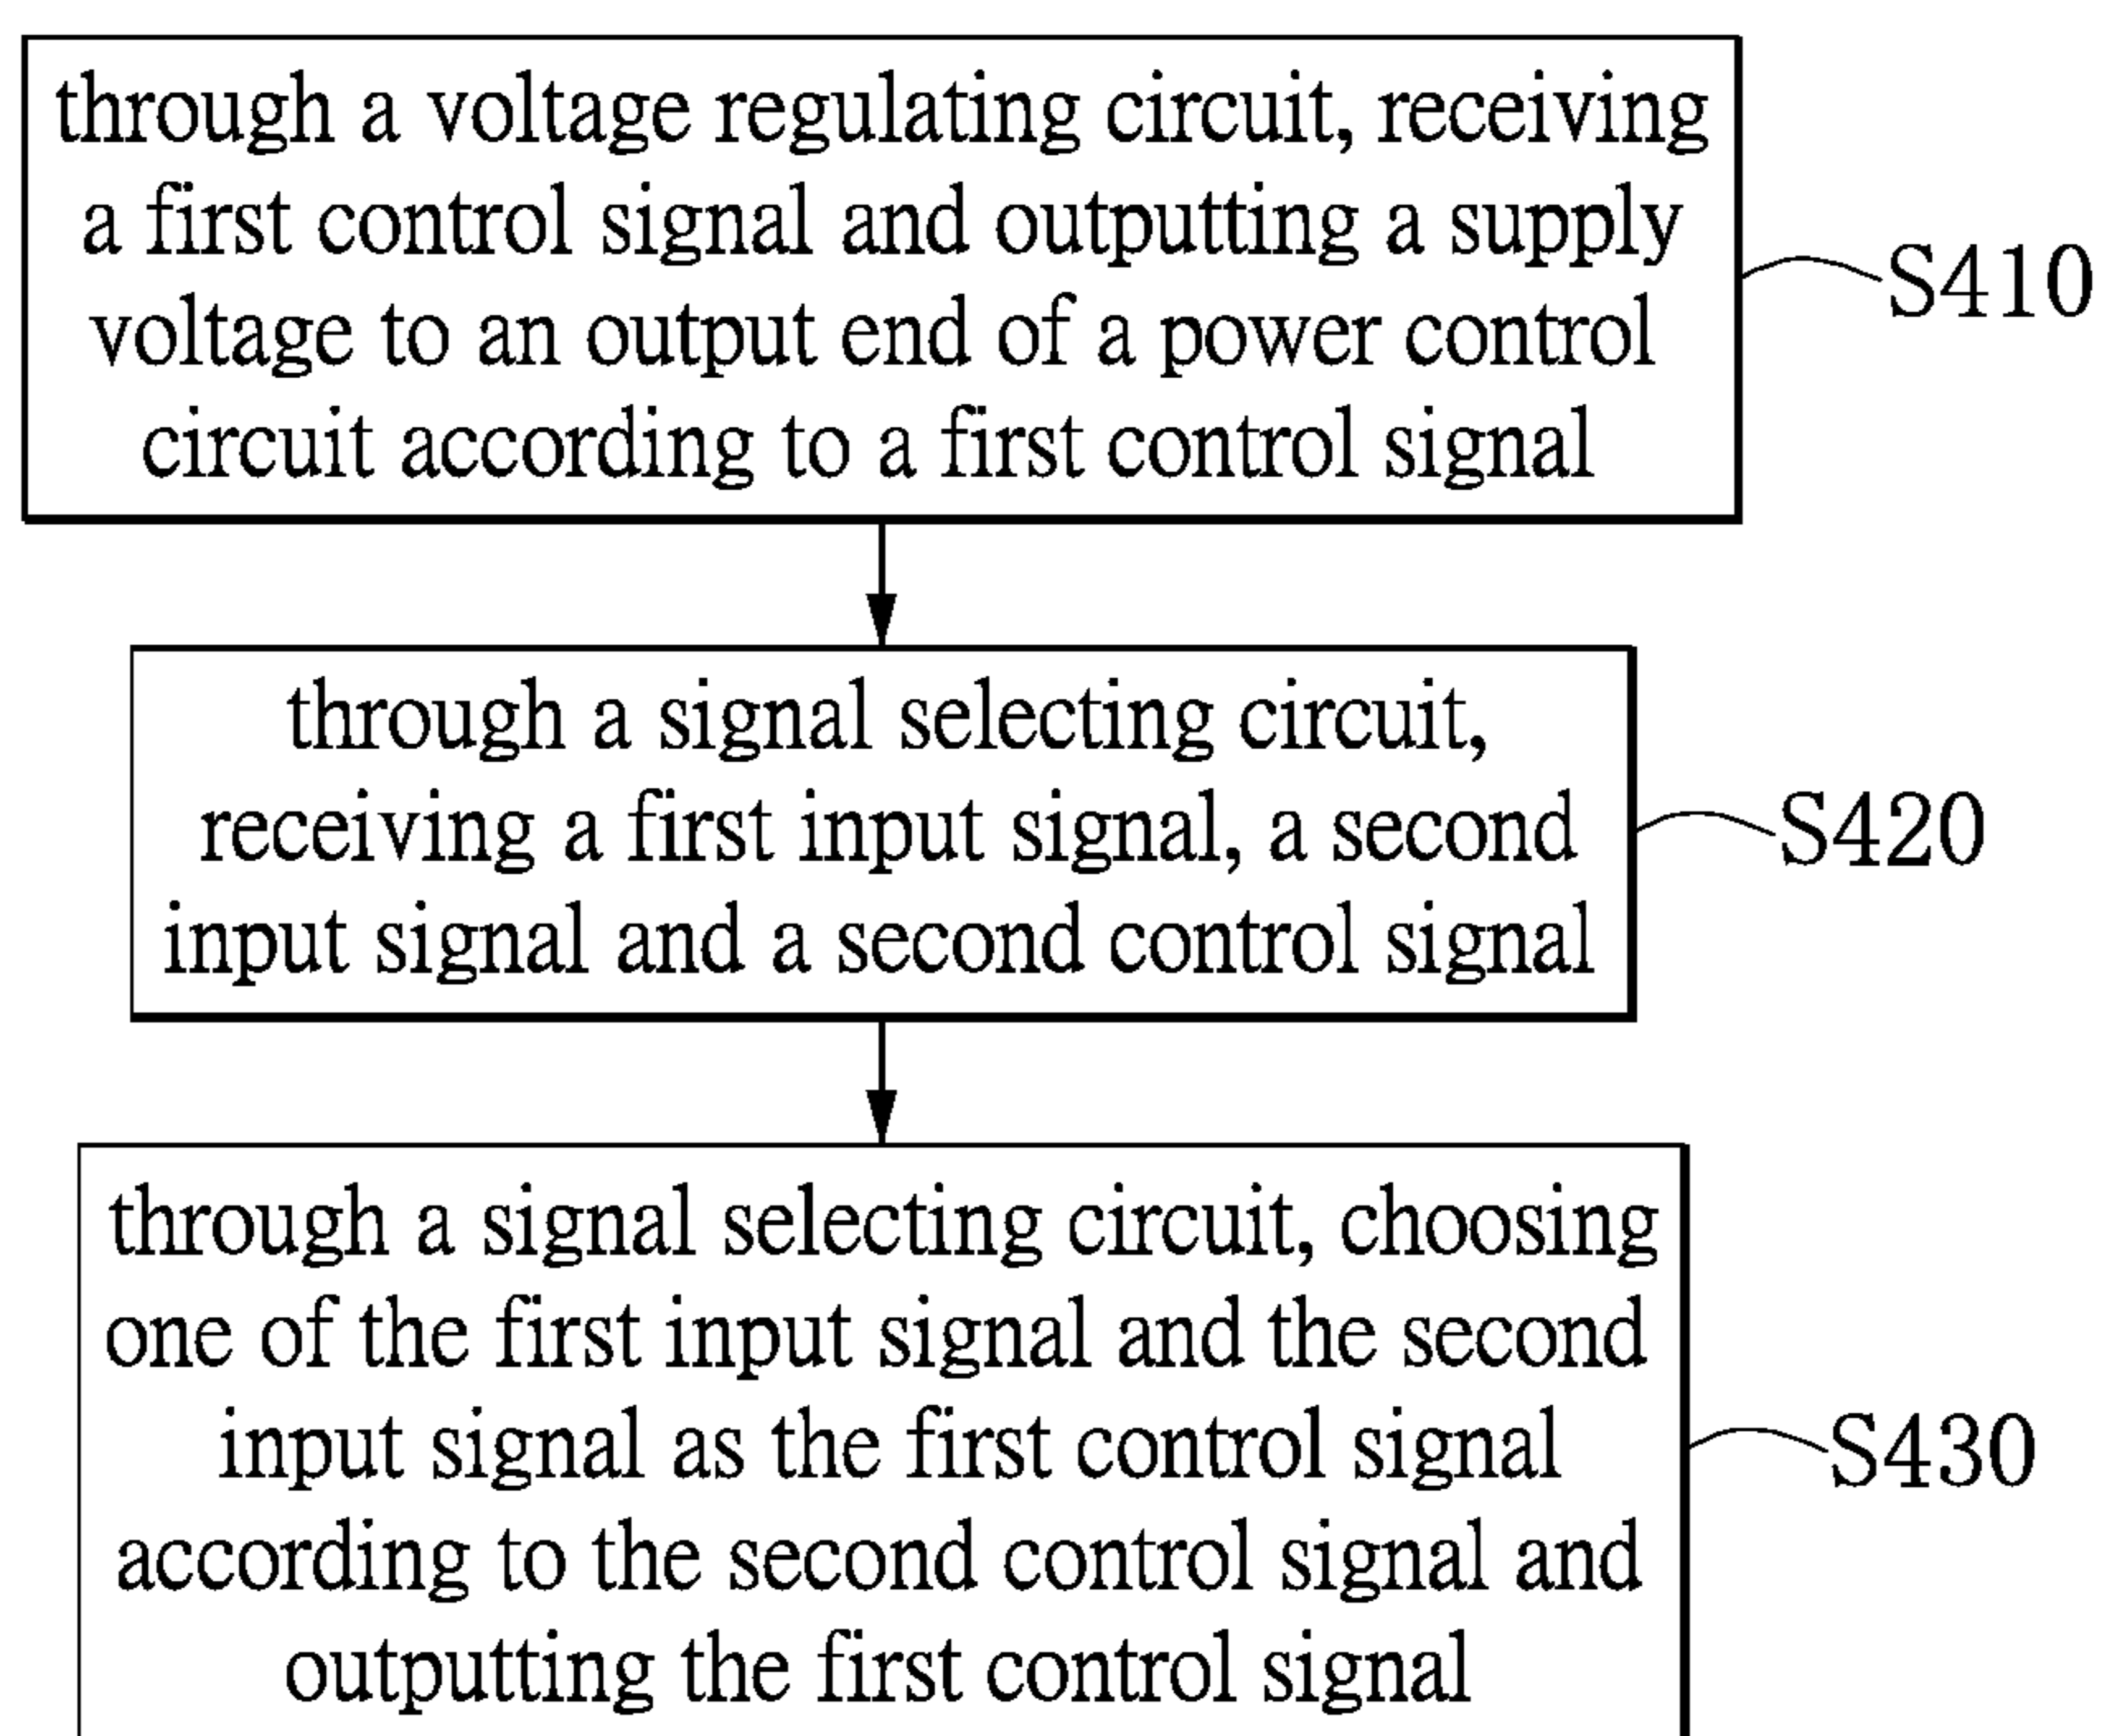 through a voltage regulating circuit, receiving
a first control signal and outputting a supply
voltage to an output end of a power control
circuit according to a first control signal
S410
through a signal selecting circuit,
receiving a first input signal, a second
input signal and a second control signal
S420
through a signal selecting circuit, choosing
one of the first input signal and the second
input signal as the first control signal
according to the second control signal and
outputting the first control signal
S430